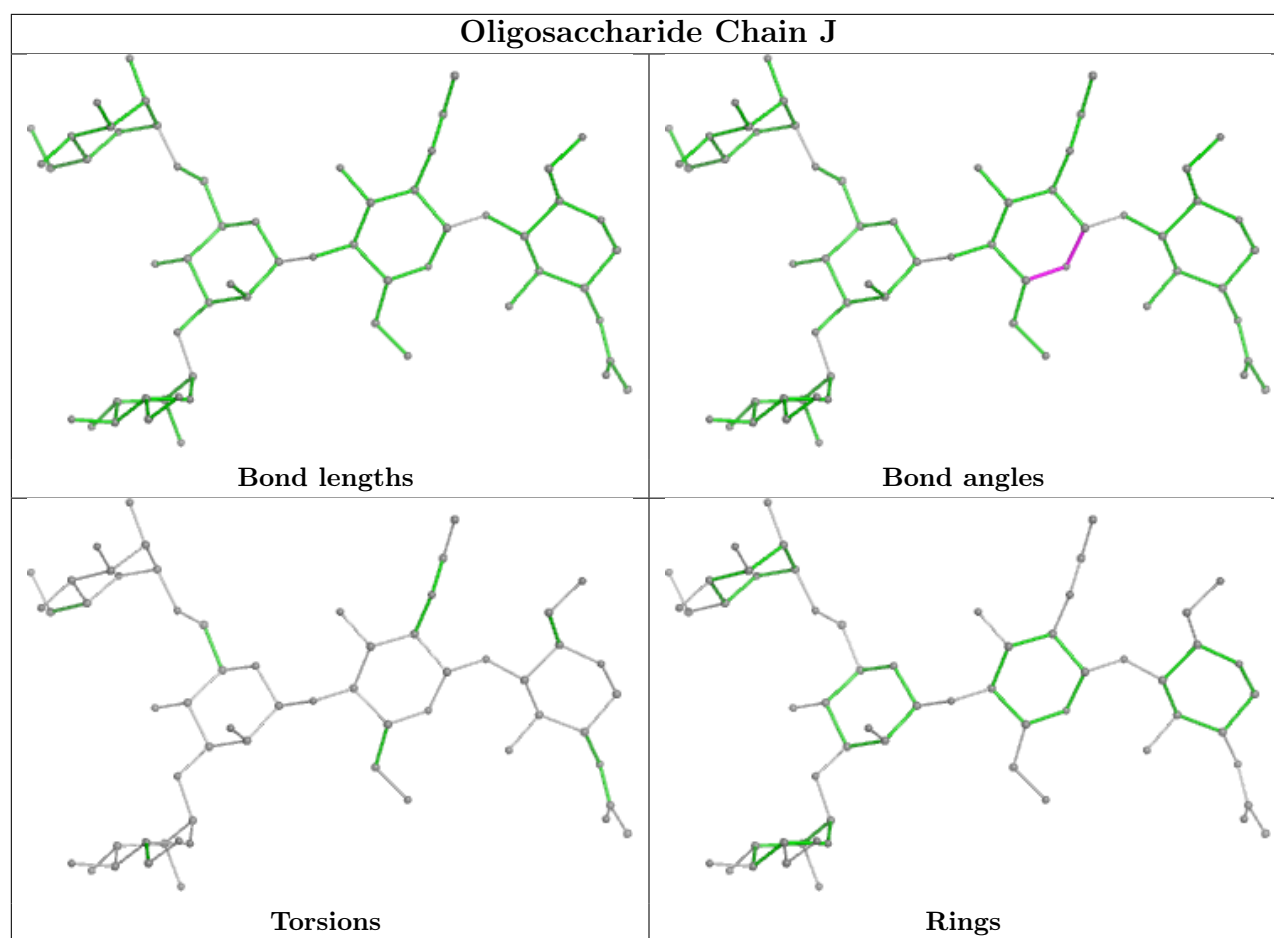 Oligosaccharide Chain J
Bond lengths
Bond angles
Torsions
Rings